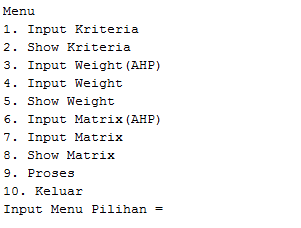 Menu
1. Input Kriteria
2. Show Kriteria
3. Input Weight(AHP)
4. Input Weight
5. Show Weight
6. Input Matrix(AHP)
7. Input Matrix
8. Show Matrix
9. Proses
10. Keluar
Input Menu Pilihan =